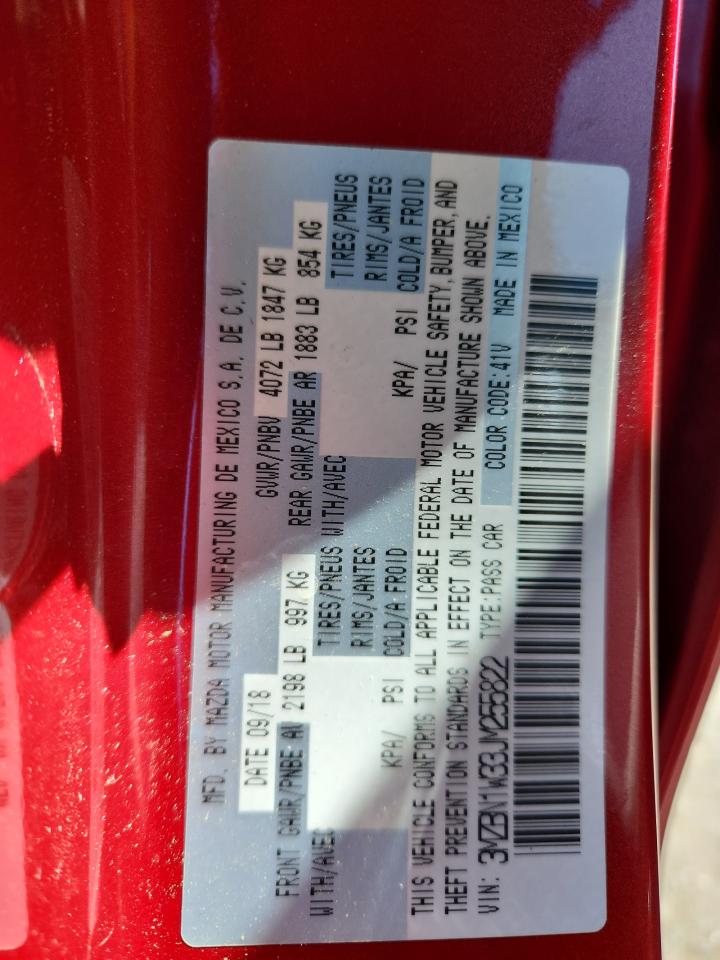 MFD. BY MAZDA MOTOR MANUFACTURING DE MEXICO S.A. DE C.V.
DATE 09/18 GVWR/PNBV 4072 LB 1847 KG
FRONT GAWR/PNBE AV 2198 LB 997 KG REAR GAWR/PNBE AR 1883 LB 854 KG
WITH/AVEC TIRES/PNEUS WITH/AVEC TIRES/PNEUS
RIMS/JANTES RIMS/JANTES
KPA/ PSI COLD/A FROID KPA/ PSI COLD/A FROID
THIS VEHICLE CONFORMS TO ALL APPLICABLE FEDERAL MOTOR VEHICLE SAFETY, BUMPER, AND
THEFT PREVENT ON STANDARDS IN EFFECT ON THE DATE OF MANUFACTURE SHOWN ABOVE.
VIN: 3MZBN1W33JM255822 TYPE:PASS CAR COLOR CODE:41V MADE IN MEXICO